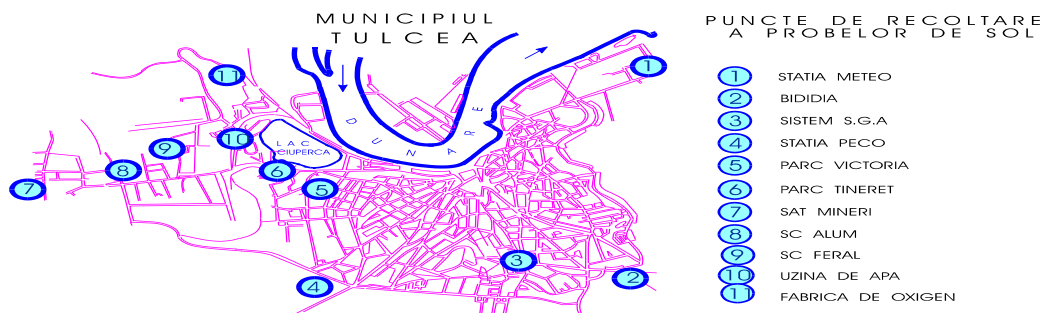 MUNICIPIUL
TULCEA
PUNCTE DE RECOLTARE
A PROBELOR DE SOL
1 STATIA METEO
2 BIDIDIA
3 SISTEM S.G.A
4 STATIA PECO
5 PARC VICTORIA
6 PARC TINERET
7 SAT MINERI
8 SC ALUM
9 SC FERAL
10 UZINA DE APA
11 FABRICA DE OXIGEN
11
1
DUNARE
10
LAC
CIUPERCA
9
8
6
7
5
3
2
4